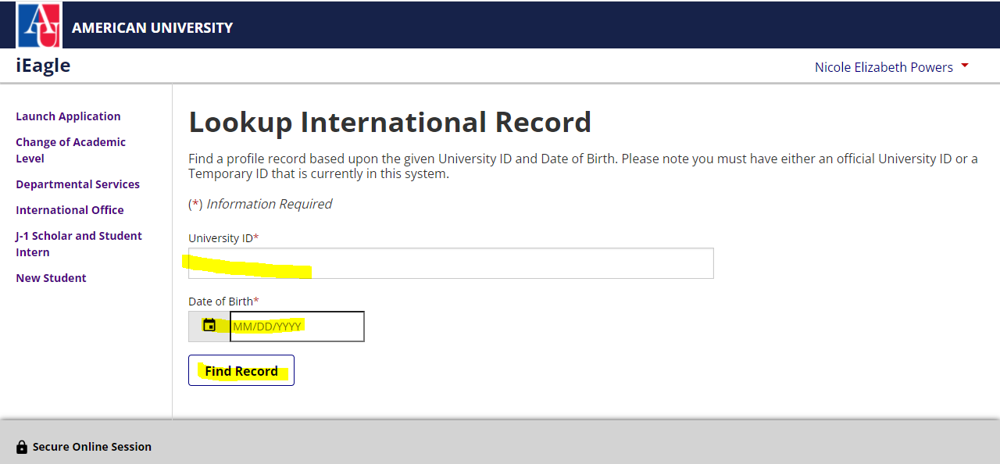 AU
AMERICAN UNIVERSITY
iEagle
Nicole Elizabeth Powers
Launch Application
Change of Academic
Level
Departmental Services
International Office
J-1 Scholar and Student
Intern
New Student
Lookup International Record
Find a profile record based upon the given University ID and Date of Birth. Please note you must have either an official University ID or a
Temporary ID that is currently in this system.
(*) Information Required
University ID*
Date of Birth*
MM/DD/YYYY
Find Record
Secure Online Session